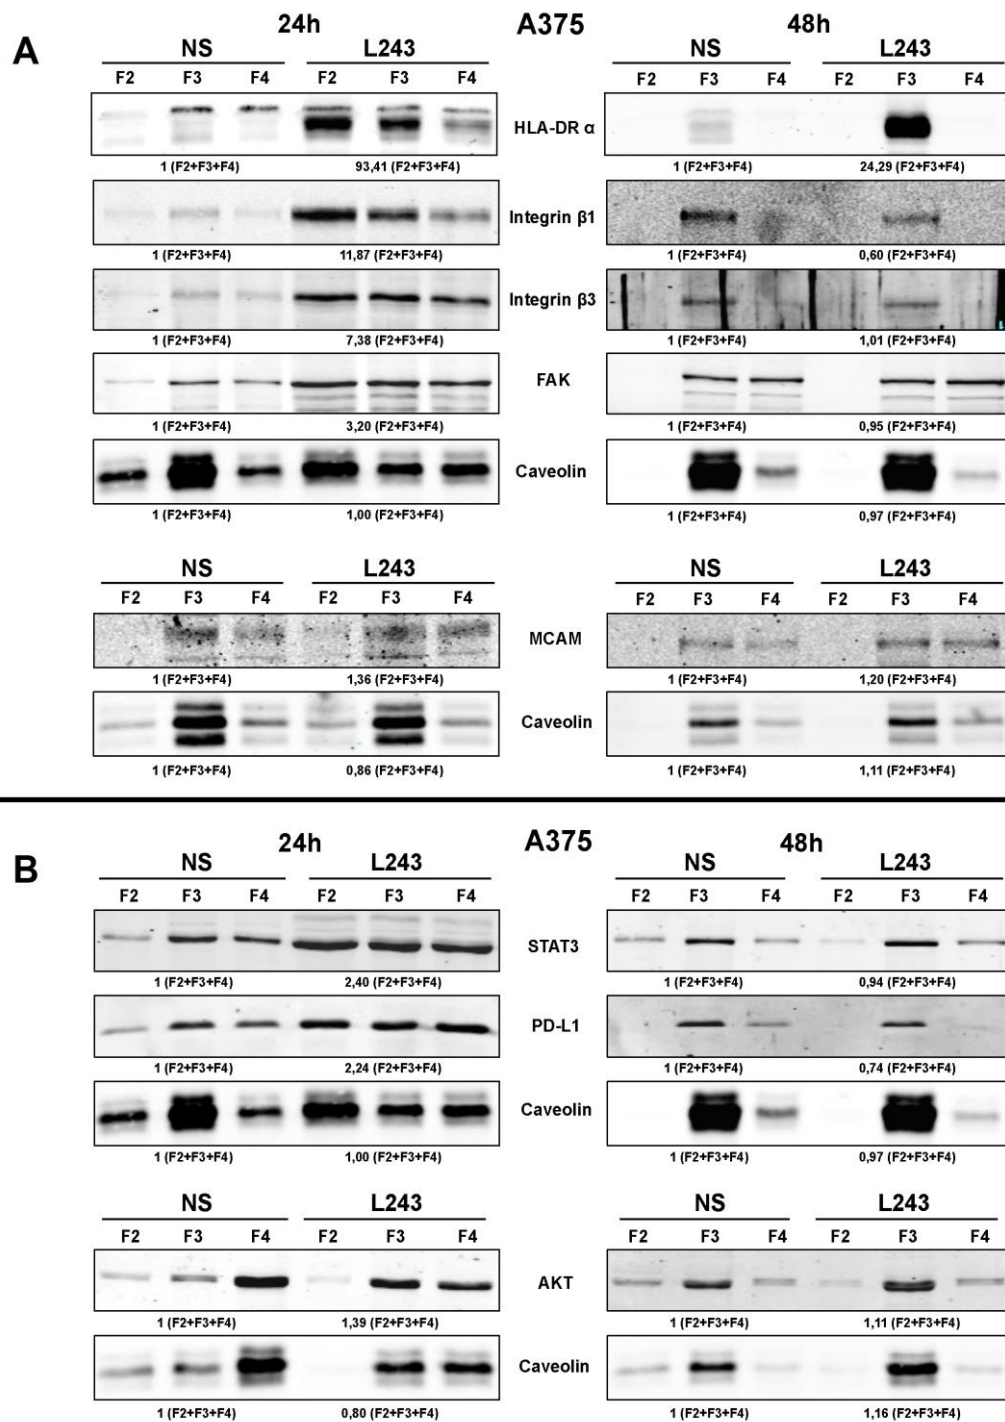 24h A375 48h
A NS L243 NS L243
F2 F3 F4 F2 F3 F4 F2 F3 F4 F2 F3 F4
HLA-DR α
1 (F2+F3+F4) 93,41 (F2+F3+F4) 1 (F2+F3+F4) 24,29 (F2+F3+F4)
Integrin β1
1 (F2+F3+F4) 11,87 (F2+F3+F4) 1 (F2+F3+F4) 0,60 (F2+F3+F4)
Integrin β3
1 (F2+F3+F4) 7,38 (F2+F3+F4) 1 (F2+F3+F4) 1,01 (F2+F3+F4)
FAK
1 (F2+F3+F4) 3,20 (F2+F3+F4) 1 (F2+F3+F4) 0,95 (F2+F3+F4)
Caveolin
1 (F2+F3+F4) 1,00 (F2+F3+F4) 1 (F2+F3+F4) 0,97 (F2+F3+F4)
NS L243 NS L243
F2 F3 F4 F2 F3 F4 F2 F3 F4 F2 F3 F4
MCAM
1 (F2+F3+F4) 1,36 (F2+F3+F4) 1 (F2+F3+F4) 1,20 (F2+F3+F4)
Caveolin
1 (F2+F3+F4) 0,86 (F2+F3+F4) 1 (F2+F3+F4) 1,11 (F2+F3+F4)
24h A375 48h
B NS L243 NS L243
F2 F3 F4 F2 F3 F4 F2 F3 F4 F2 F3 F4
STAT3
1 (F2+F3+F4) 2,40 (F2+F3+F4) 1 (F2+F3+F4) 0,94 (F2+F3+F4)
PD-L1
1 (F2+F3+F4) 2,24 (F2+F3+F4) 1 (F2+F3+F4) 0,74 (F2+F3+F4)
Caveolin
1 (F2+F3+F4) 1,00 (F2+F3+F4) 1 (F2+F3+F4) 0,97 (F2+F3+F4)
NS L243 NS L243
F2 F3 F4 F2 F3 F4 F2 F3 F4 F2 F3 F4
AKT
1 (F2+F3+F4) 1,39 (F2+F3+F4) 1 (F2+F3+F4) 1,11 (F2+F3+F4)
Caveolin
1 (F2+F3+F4) 0,80 (F2+F3+F4) 1 (F2+F3+F4) 1,16 (F2+F3+F4)